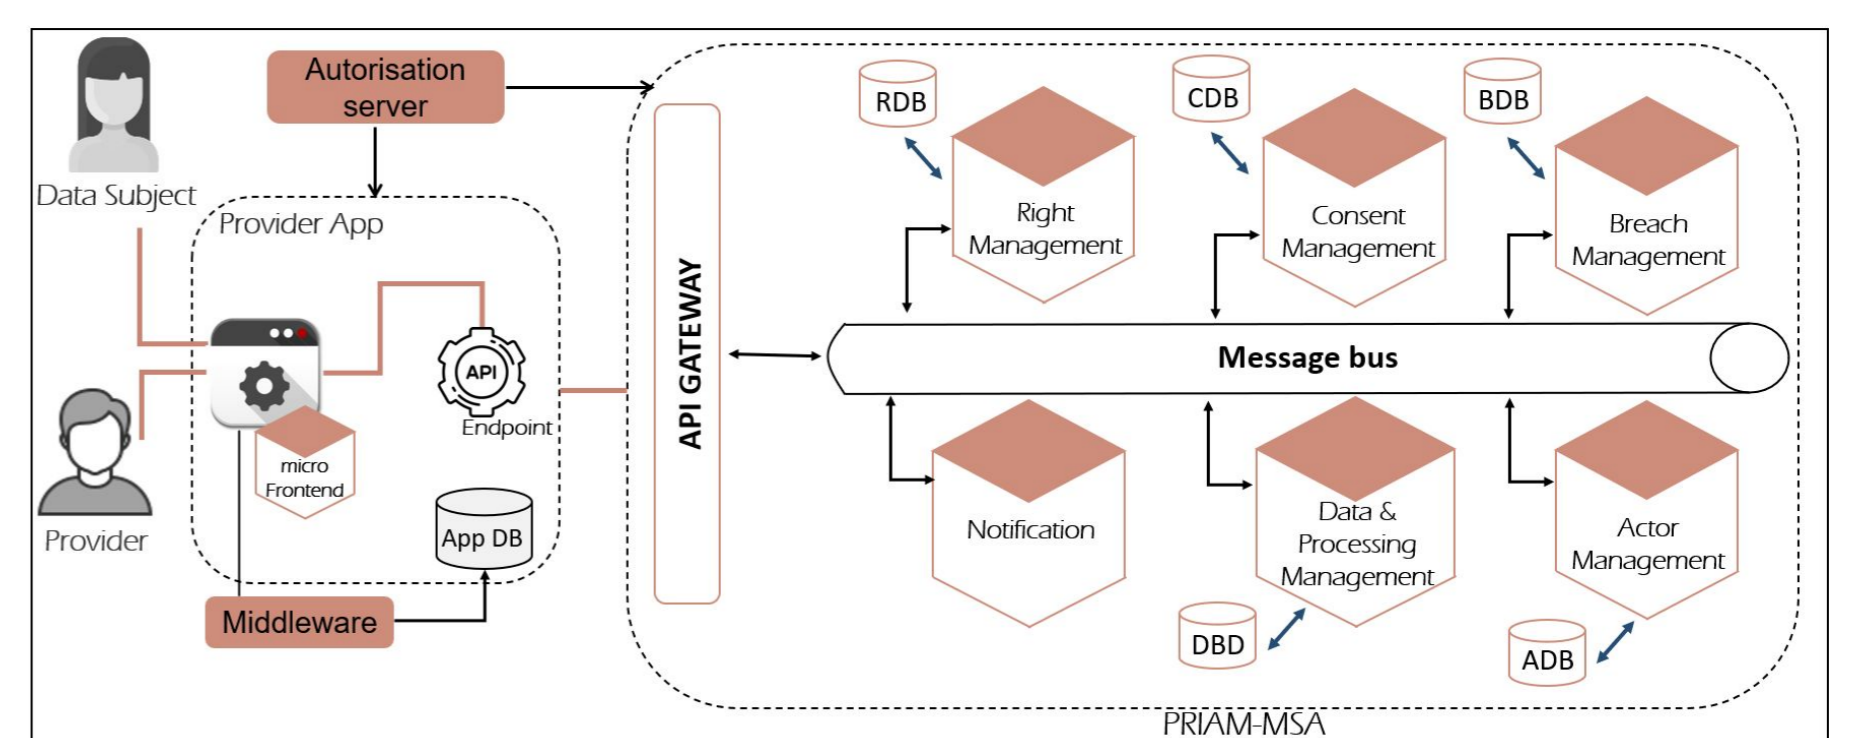 Autorisation
server
Data Subject
Provider App
API
Endpoint
micro
Frontend
Provider
App DB
Middleware
API GATEWAY
RDB
CDB
BDB
Right
Management
Consent
Management
Breach
Management
Message bus
Notification
Data &
Processing
Management
Actor
Management
DBD
ADB
PRIAM-MSA